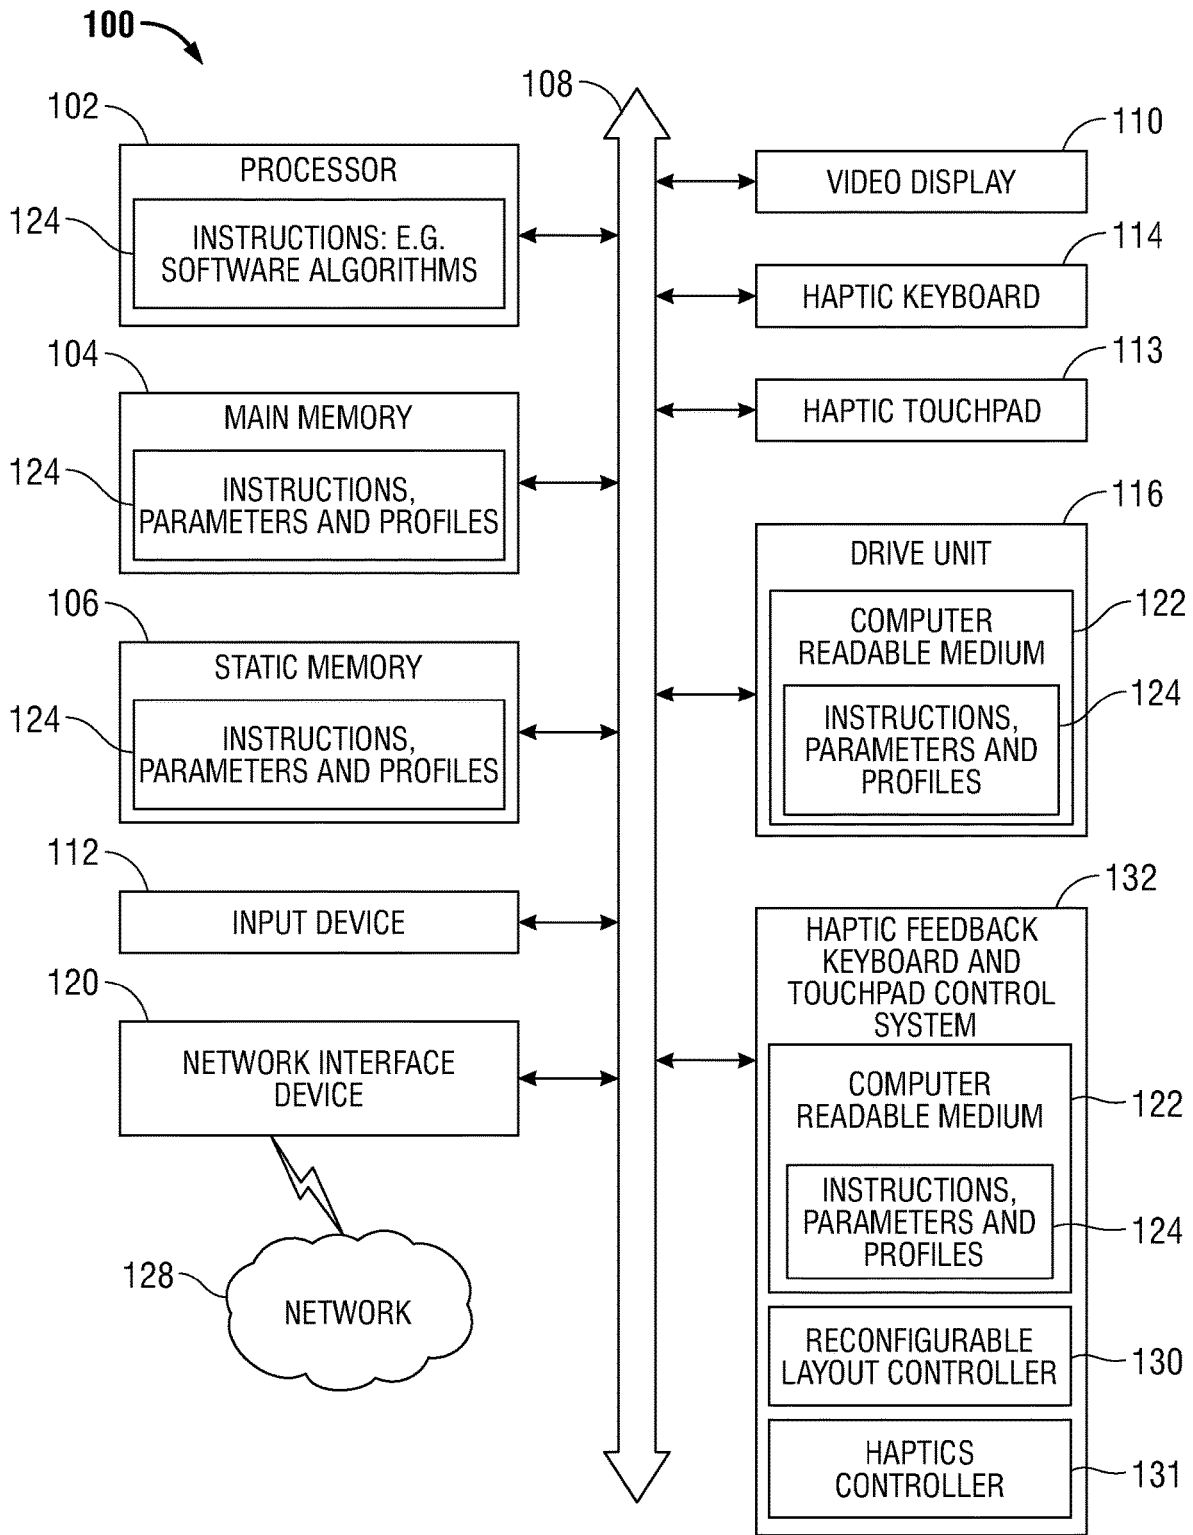 100
102
PROCESSOR
124
INSTRUCTIONS: E.G.
SOFTWARE ALGORITHMS
104
MAIN MEMORY
124
INSTRUCTIONS,
PARAMETERS AND PROFILES
106
STATIC MEMORY
124
INSTRUCTIONS,
PARAMETERS AND PROFILES
112
INPUT DEVICE
120
NETWORK INTERFACE
DEVICE
128
NETWORK
108
110
VIDEO DISPLAY
114
HAPTIC KEYBOARD
113
HAPTIC TOUCHPAD
116
DRIVE UNIT
122
COMPUTER
READABLE MEDIUM
124
INSTRUCTIONS,
PARAMETERS AND
PROFILES
132
HAPTIC FEEDBACK
KEYBOARD AND
TOUCHPAD CONTROL
SYSTEM
COMPUTER
READABLE MEDIUM
122
INSTRUCTIONS,
PARAMETERS AND
PROFILES
124
RECONFIGURABLE
LAYOUT CONTROLLER
130
HAPTICS
CONTROLLER
131